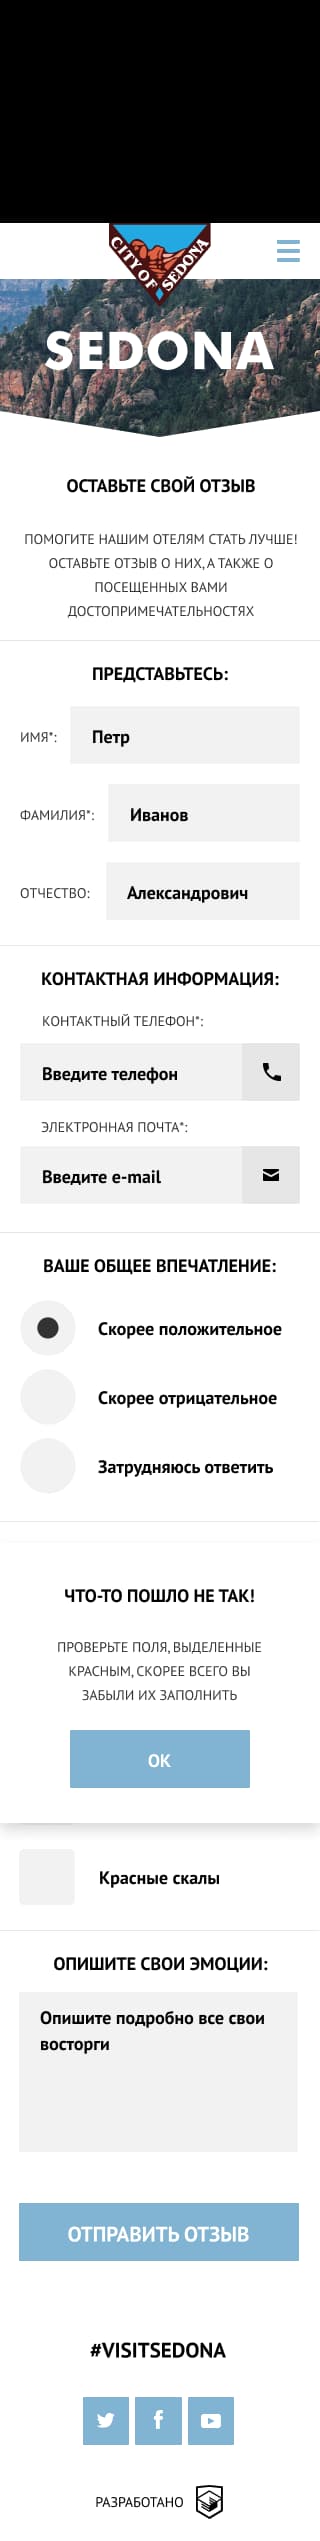 CITY OF SEDONA
SEDONA
ОСТАВЬТЕ СВОЙ ОТЗЫВ
ПОМОГИТЕ НАШИМ ОТЕЛЯМ СТАТЬ ЛУЧШЕ!
ОСТАВЬТЕ ОТЗЫВ О НИХ, А ТАКЖЕ О
ПОСЕЩЕННЫХ ВАМИ
ДОСТОПРИМЕЧАТЕЛЬНОСТЯХ
ПРЕДСТАВЬТЕСЬ:
ИМЯ*: Петр
ФАМИЛИЯ*: Иванов
ОТЧЕСТВО: Александрович
КОНТАКТНАЯ ИНФОРМАЦИЯ:
КОНТАКТНЫЙ ТЕЛЕФОН*:
Введите телефон
ЭЛЕКТРОННАЯ ПОЧТА*:
Введите e-mail
ВАШЕ ОБЩЕЕ ВПЕЧАТЛЕНИЕ:
Скорее положительное
Скорее отрицательное
Затрудняюсь ответить
ЧТО-ТО ПОШЛО НЕ ТАК!
ПРОВЕРЬТЕ ПОЛЯ, ВЫДЕЛЕННЫЕ
КРАСНЫМ, СКОРЕЕ ВСЕГО ВЫ
ЗАБЫЛИ ИХ ЗАПОЛНИТЬ
ОК
Красные скалы
ОПИШИТЕ СВОИ ЭМОЦИИ:
Опишите подробно все свои
восторги
ОТПРАВИТЬ ОТЗЫВ
#VISITSEDONA
РАЗРАБОТАНО